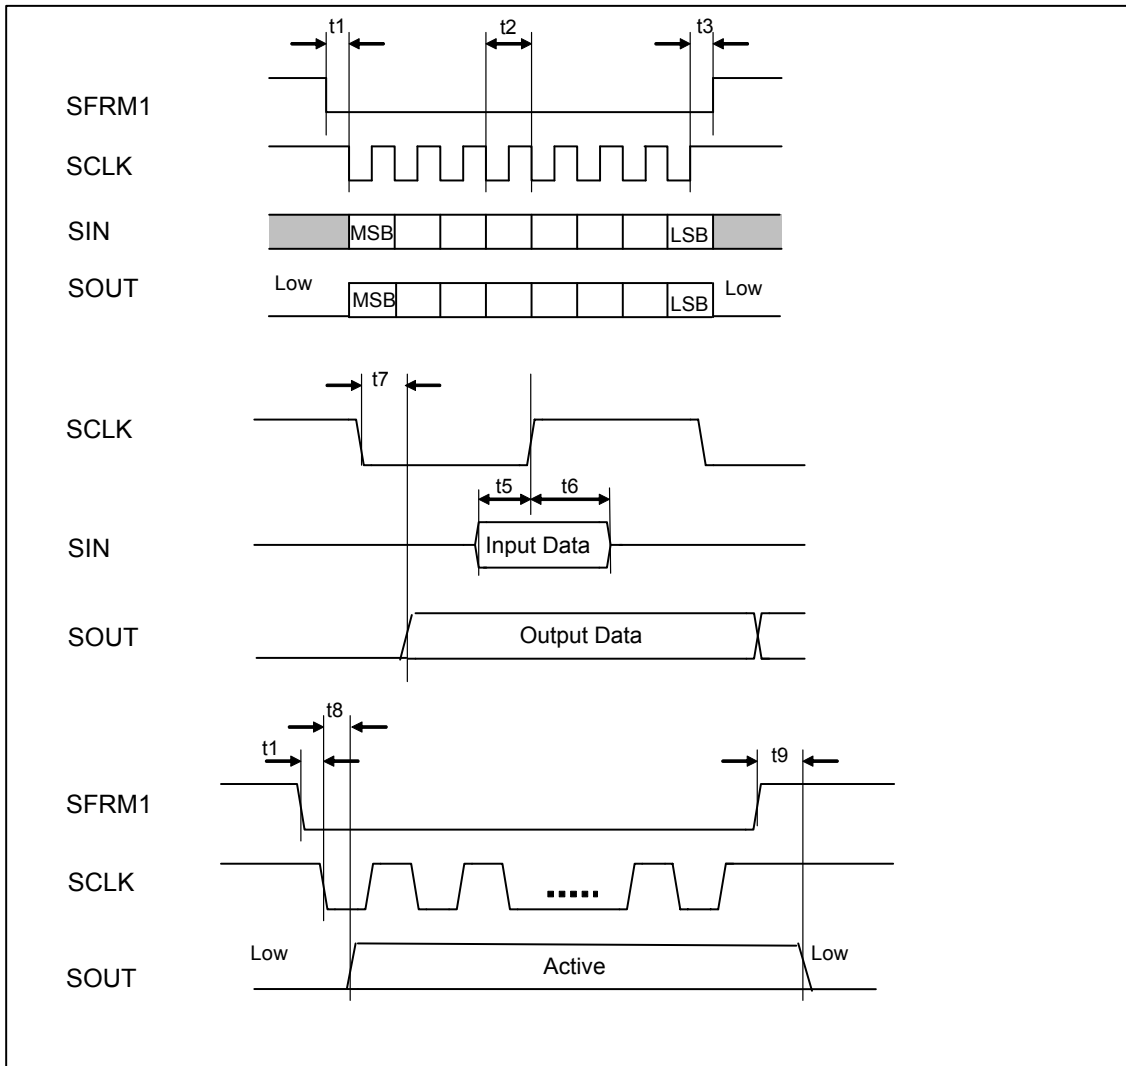 t1 t2 t3
SFRM1
SCLK
SIN MSB LSB
SOUT Low MSB LSB Low
t7
SCLK
t5 t6
SIN Input Data
SOUT Output Data
t8
t1 t9
SFRM1
SCLK
Low Low
SOUT Active